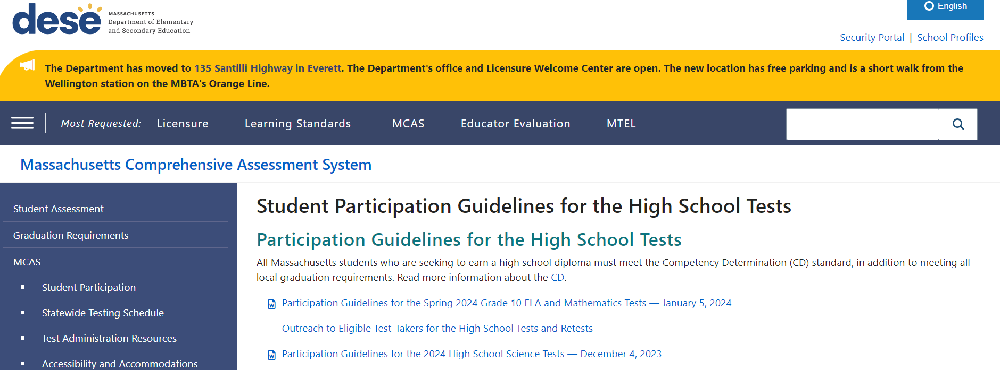 dese
MASSACHUSETTS
Department of Elementary
and Secondary Education
English
Security Portal | School Profiles
The Department has moved to 135 Santilli Highway in Everett. The Department's office and Licensure Welcome Center are open. The new location has free parking and is a short walk from the
Wellington station on the MBTA's Orange Line.
Most Requested: Licensure Learning Standards MCAS Educator Evaluation MTEL
Massachusetts Comprehensive Assessment System
Student Assessment
Graduation Requirements
MCAS
Student Participation
Statewide Testing Schedule
Test Administration Resources
Accessibility and Accommodations
Student Participation Guidelines for the High School Tests
Participation Guidelines for the High School Tests
All Massachusetts students who are seeking to earn a high school diploma must meet the Competency Determination (CD) standard, in addition to meeting all
local graduation requirements. Read more information about the CD.
Participation Guidelines for the Spring 2024 Grade 10 ELA and Mathematics Tests — January 5, 2024
Outreach to Eligible Test-Takers for the High School Tests and Retests
Participation Guidelines for the 2024 High School Science Tests — December 4, 2023